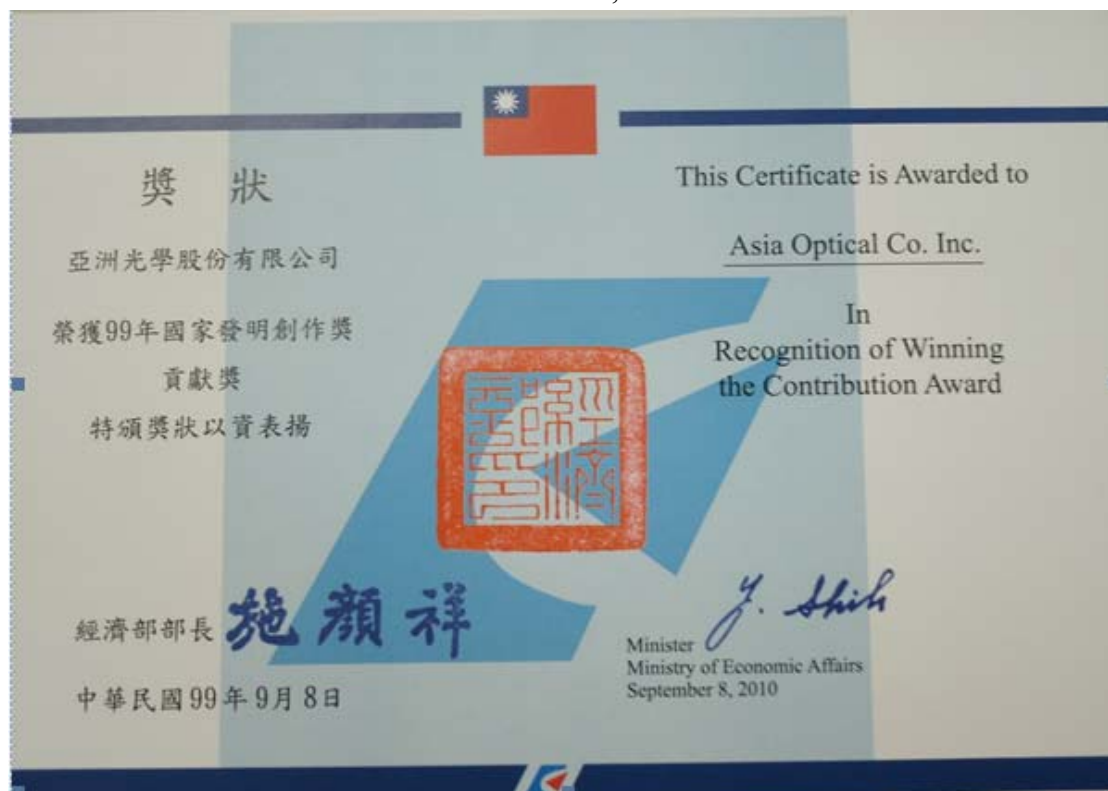 獎 狀
亞洲光學股份有限公司
榮獲99年國家發明創作獎
貢獻獎
特頒獎狀以資表揚
經濟部部長 施顏祥
中華民國99年9月8日
This Certificate is Awarded to
Asia Optical Co. Inc.
In
Recognition of Winning
the Contribution Award
經濟部印
Minister Y. Shih
Ministry of Economic Affairs
September 8, 2010